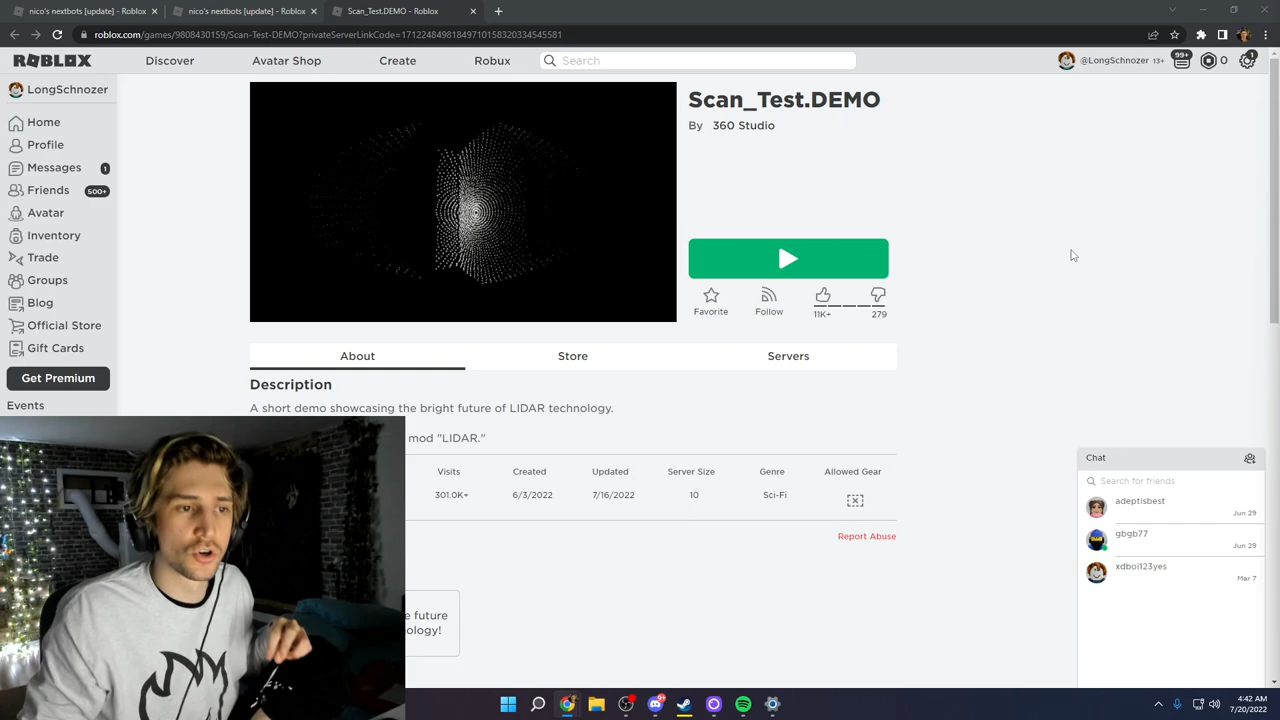 nico's nextbots [UPDATE] - Roblox
nico's nextbots [update] - Roblox
Scan_Test.DEMO - Roblox
roblox.com/games/9808430159/Scan-Test-DEMO?privateServerLinkCode=17122484981849710158320334545581
ROBLOX
Discover
Avatar Shop
Create
Robux
Search
@LongSchnozer 13+
99+
0
1
LongSchnozer
Home
Profile
Messages 1
Friends 500+
Avatar
Inventory
Trade
Groups
Blog
Official Store
Gift Cards
Get Premium
Events
Scan_Test.DEMO
By 360 Studio
Favorite
Follow
11K+
279
About
Store
Servers
Description
A short demo showcasing the bright future of LIDAR technology.
mod "LIDAR."
Visits
Created
Updated
Server Size
Genre
Allowed Gear
301.0K+
6/3/2022
7/16/2022
10
Sci-Fi
Report Abuse
e future
ology!
Chat
Search for friends
adeptisbest
Jun 29
gbgb77
Jun 29
xdboi123yes
Mar 7
4:42 AM
7/20/2022